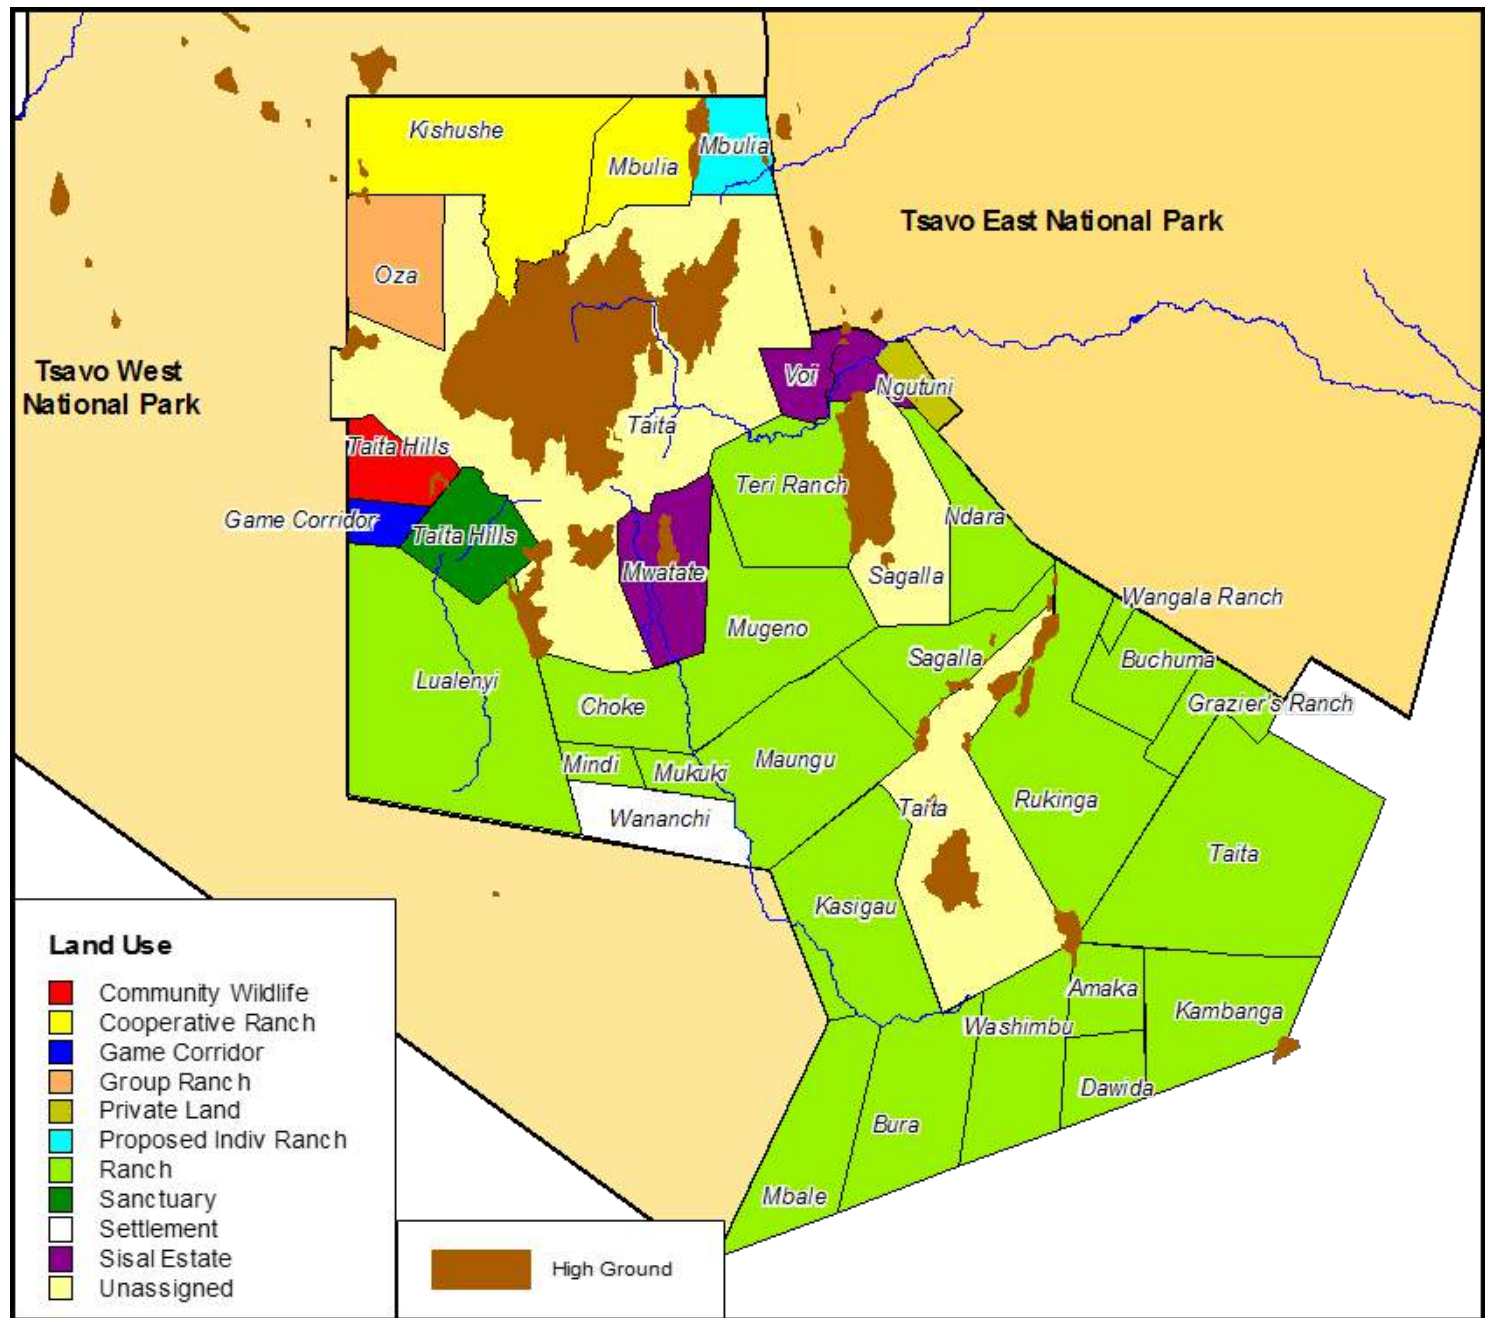 Kishushe
Mbulia
Mbulia
Tsavo East National Park
Oza
Tsavo West
National Park
Voi
Ngutuni
Taita
Taita Hills
Teri Ranch
Game Corridor
Taita Hills
Ndara
Mwatate
Sagalla
Wangala Ranch
Mugeno
Sagalla
Buchuma
Lualenyi
Choke
Grazier's Ranch
Mindi
Mukuki
Maungu
Rukinga
Taita
Wananchi
Taita
Kasigau
Amaka
Kambanga
Washimbu
Dawida
Bura
Mbale
Land Use
Community Wildlife
Cooperative Ranch
Game Corridor
Group Ranch
Private Land
Proposed Indiv Ranch
Ranch
Sanctuary
Settlement
Sisal Estate
Unassigned
High Ground